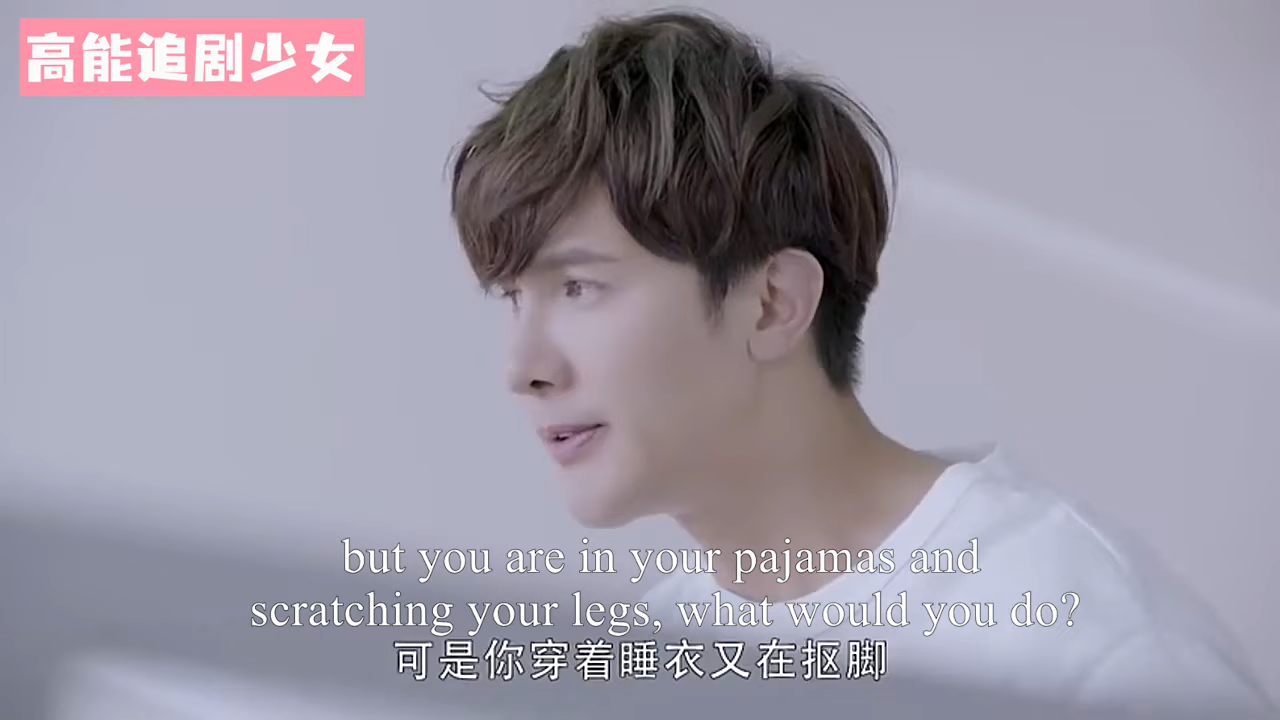 高能追剧少女
but you are in your pajamas and
scratching your legs, what would you do?
可是你穿着睡衣又在抠脚